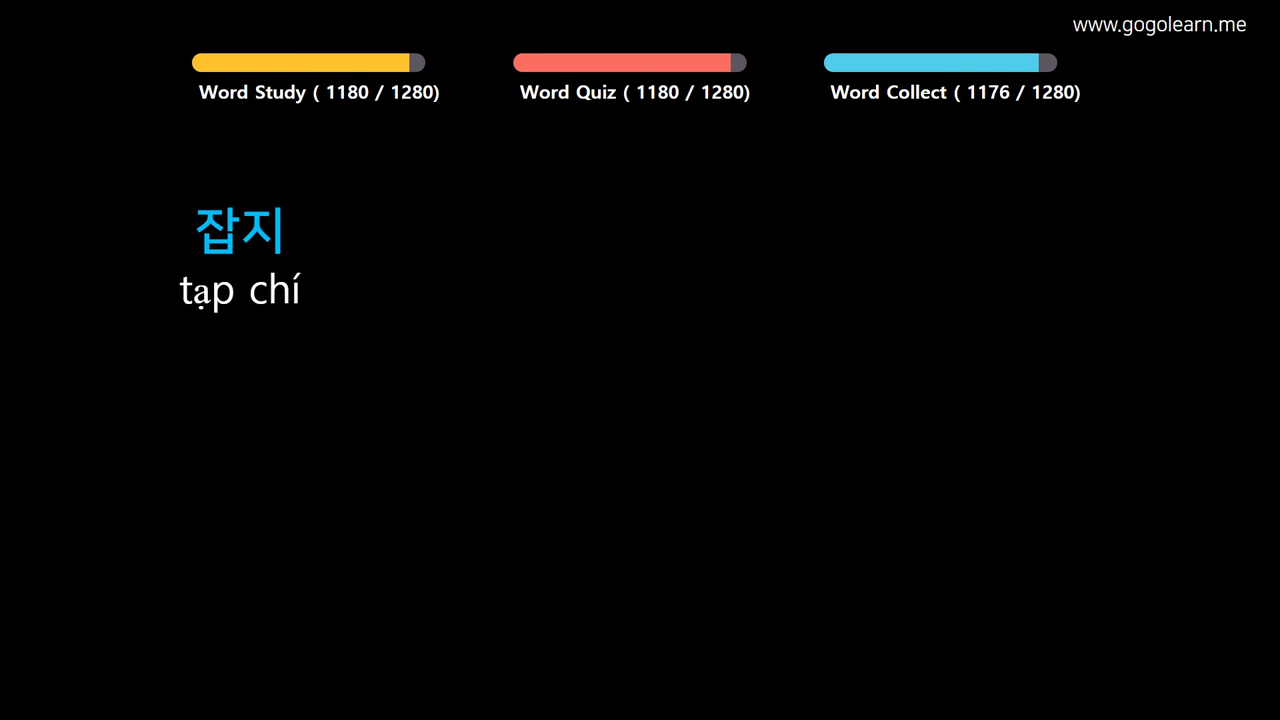 www.gogolearn.me
Word Study ( 1180 / 1280)
Word Quiz ( 1180 / 1280)
Word Collect ( 1176 / 1280)
잡지
tạp chí